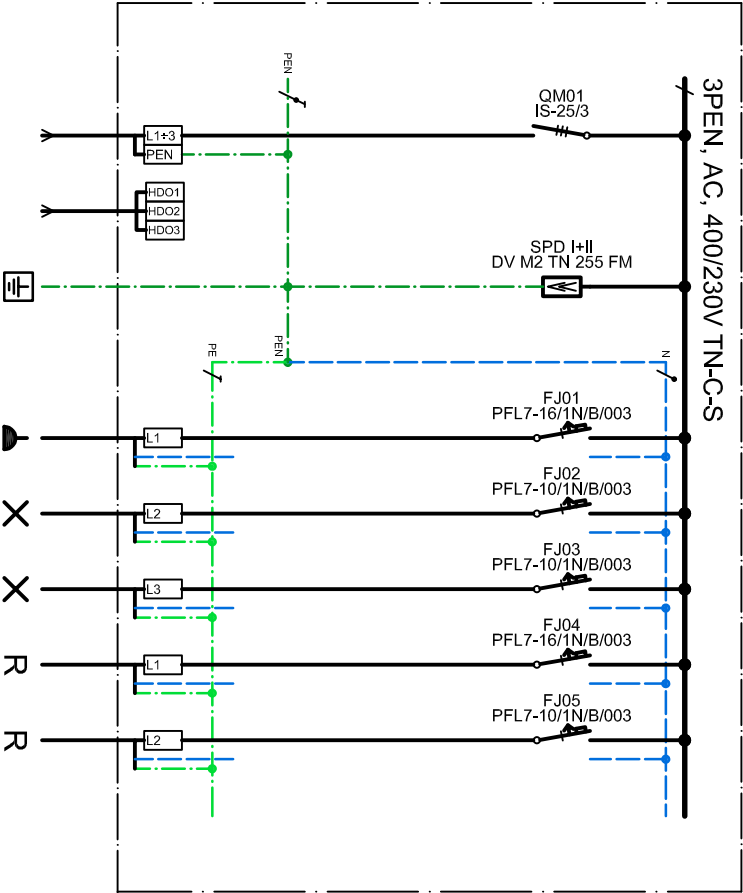 3PEN, AC, 400/230V TN-C-S
PEN
QM01
IS-25/3
L1÷3
PEN
HDO1
HDO2
HDO3
SPD I+II
DV M2 TN 255 FM
PE
PEN
N
FJ01
PFL7-16/1N/B/003
L1
FJ02
PFL7-10/1N/B/003
L2
X
FJ03
PFL7-10/1N/B/003
L3
X
FJ04
PFL7-16/1N/B/003
L1
R
FJ05
PFL7-10/1N/B/003
L2
R